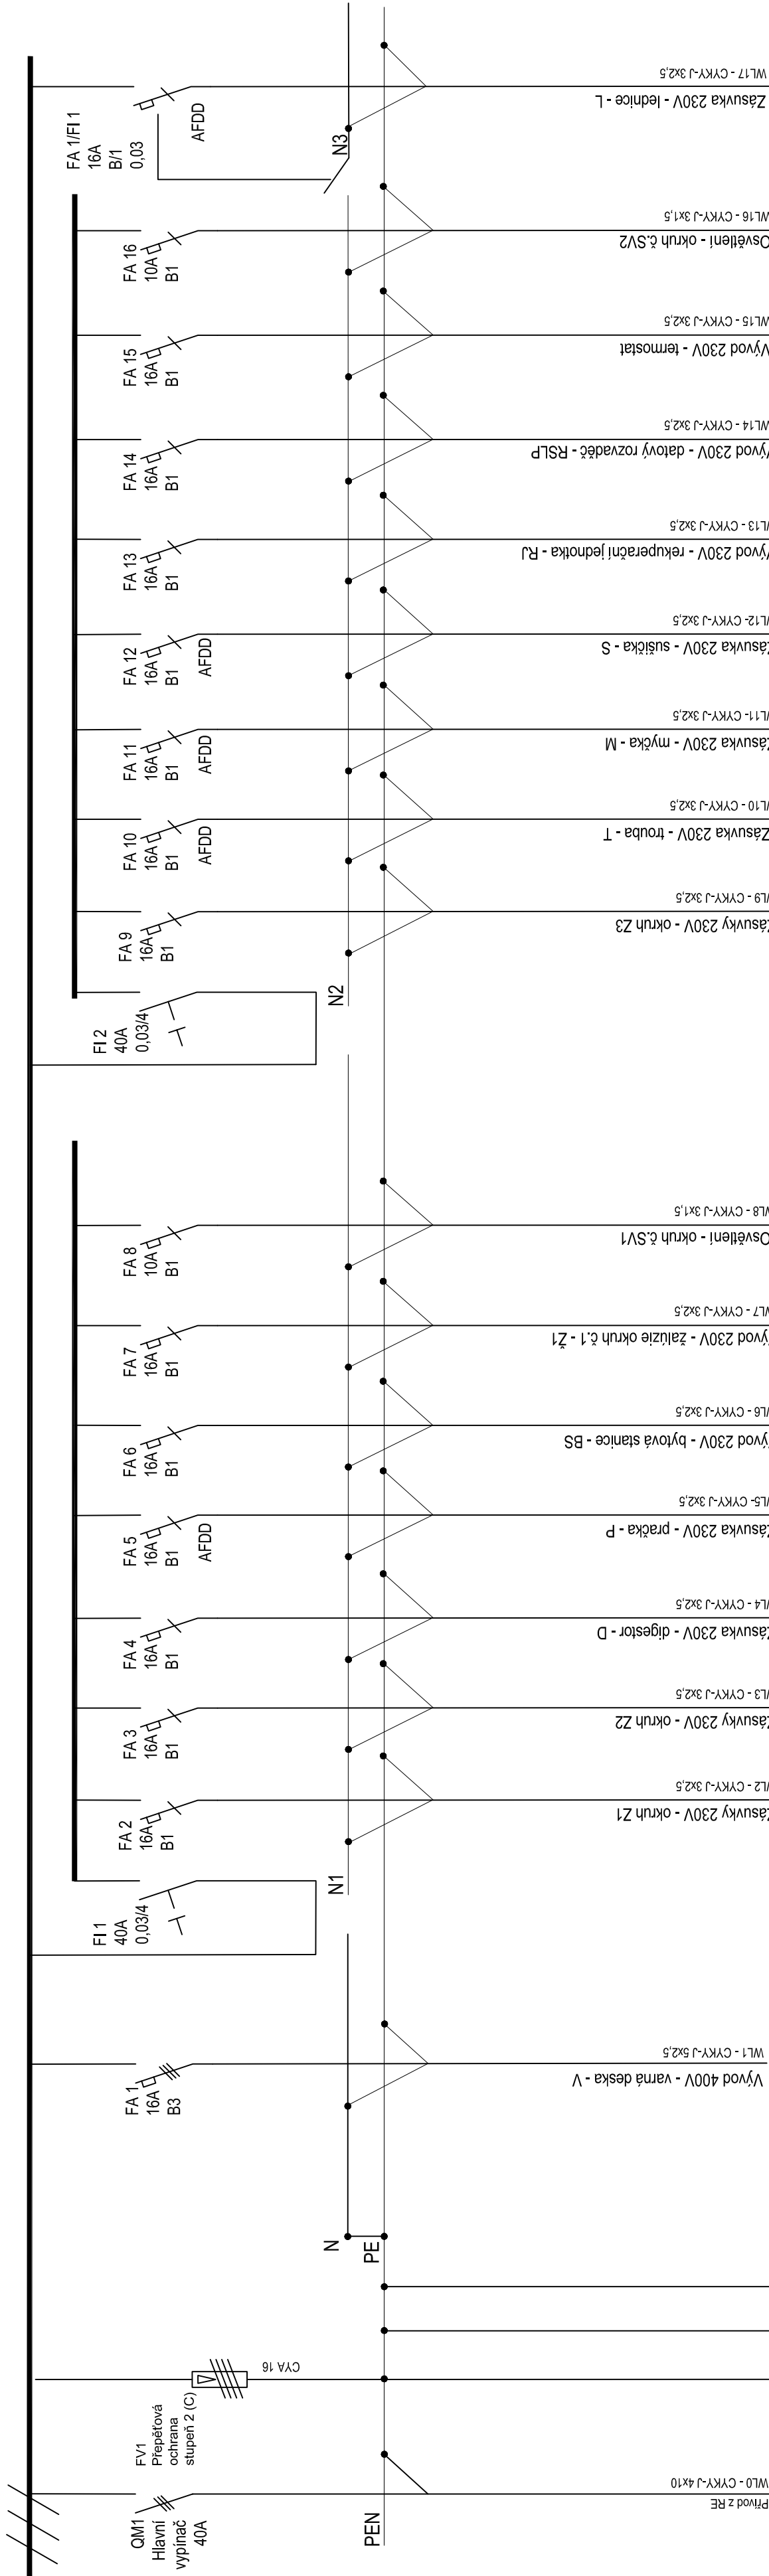 QM1
Hlavní
vypínač
40A
PEN
WL0 - CYKY-J 4x10
Přívod z RE
FV1
Přepěťová
ochrana
stupeň 2 (C)
CYA 16
N
PE
FA 1
16A
B3
WL1 - CYKY-J 5x2,5
Vývod 400V - varná deska - V
FI 1
40A
0,03/4
N1
FA 2
16A
B1
WL2 - CYKY-J 3x2,5
Zásuvky 230V - okruh Z1
FA 3
16A
B1
WL3 - CYKY-J 3x2,5
Zásuvky 230V - okruh Z2
FA 4
16A
B1
WL4 - CYKY-J 3x2,5
Zásuvka 230V - digestor - D
FA 5
16A
B1
AFDD
WL5- CYKY-J 3x2,5
Zásuvka 230V - pračka - P
FA 6
16A
B1
WL6 - CYKY-J 3x2,5
Vývod 230V - bytová stanice - BS
FA 7
16A
B1
WL7 - CYKY-J 3x2,5
Vývod 230V - žalúzie okruh č.1 - Ž1
FA 8
10A
B1
WL8 - CYKY-J 3x1,5
Osvětlení - okruh č.SV1
FI 2
40A
0,03/4
N2
FA 9
16A
B1
WL9 - CYKY-J 3x2,5
Zásuvky 230V - okruh Z3
FA 10
16A
B1
AFDD
WL10 - CYKY-J 3x2,5
Zásuvka 230V - trouba - T
FA 11
16A
B1
AFDD
WL11- CYKY-J 3x2,5
Zásuvka 230V - myčka - M
FA 12
16A
B1
AFDD
WL12- CYKY-J 3x2,5
Zásuvka 230V - sušička - S
FA 13
16A
B1
WL13 - CYKY-J 3x2,5
Vývod 230V - rekuperační jednotka - RJ
FA 14
16A
B1
WL14 - CYKY-J 3x2,5
Vývod 230V - datový rozvaděč - RSLP
FA 15
16A
B1
WL15 - CYKY-J 3x2,5
Vývod 230V - termostat
FA 16
10A
B1
WL16 - CYKY-J 3x1,5
Osvětlení - okruh č.SV2
FA 1/FI 1
16A
B/1
0,03
AFDD
N3
WL17 - CYKY-J 3x2,5
Zásuvka 230V - lednice - L